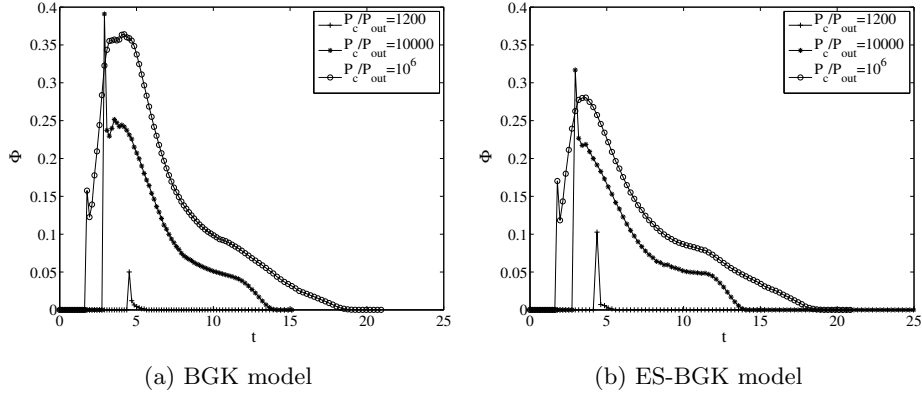 0.4
0.35
0.3
0.25
0.2
0.15
0.1
0.05
0
Φ
0 5 10 15 20 25
t
P_c/P_out=1200
P_c/P_out=10000
P_c/P_out=10^6
(a) BGK model
0.4
0.35
0.3
0.25
0.2
0.15
0.1
0.05
0
Φ
0 5 10 15 20 25
t
P_c/P_out=1200
P_c/P_out=10000
P_c/P_out=10^6
(b) ES-BGK model